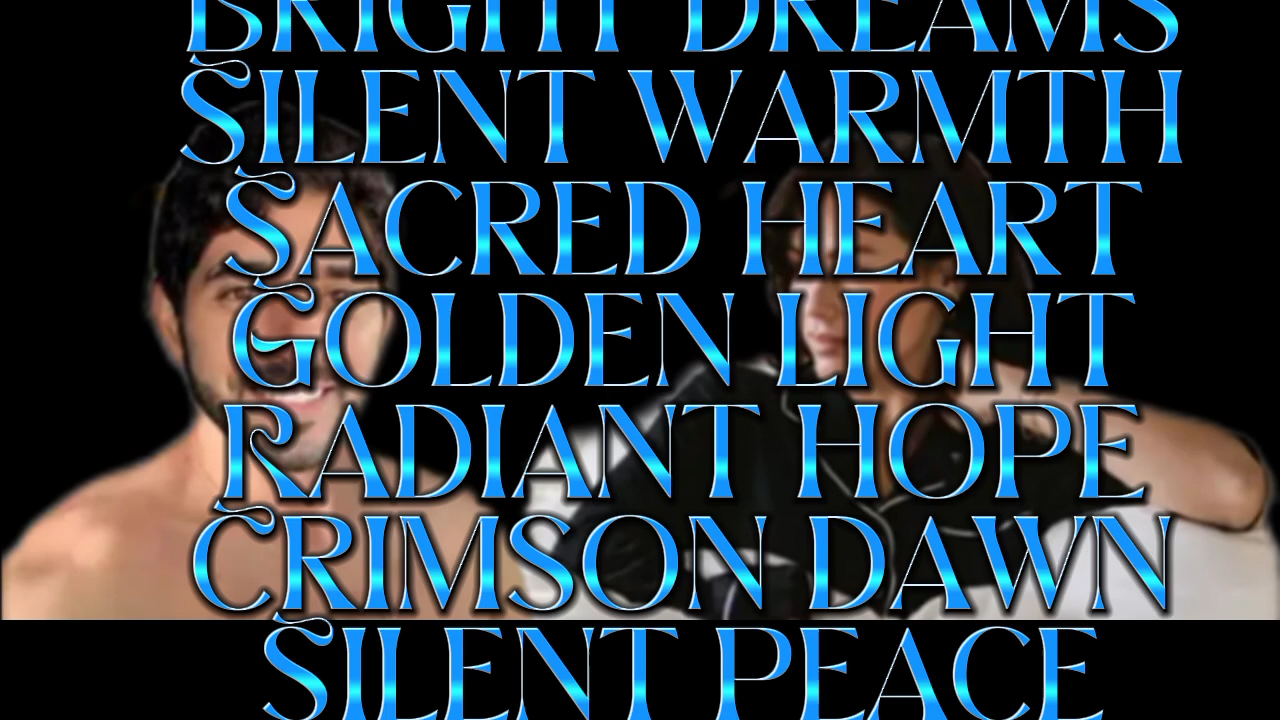 BRIGHT DREAMS
SILENT WARMTH
SACRED HEART
GOLDEN LIGHT
RADIANT HOPE
CRIMSON DAWN
SILENT PEACE